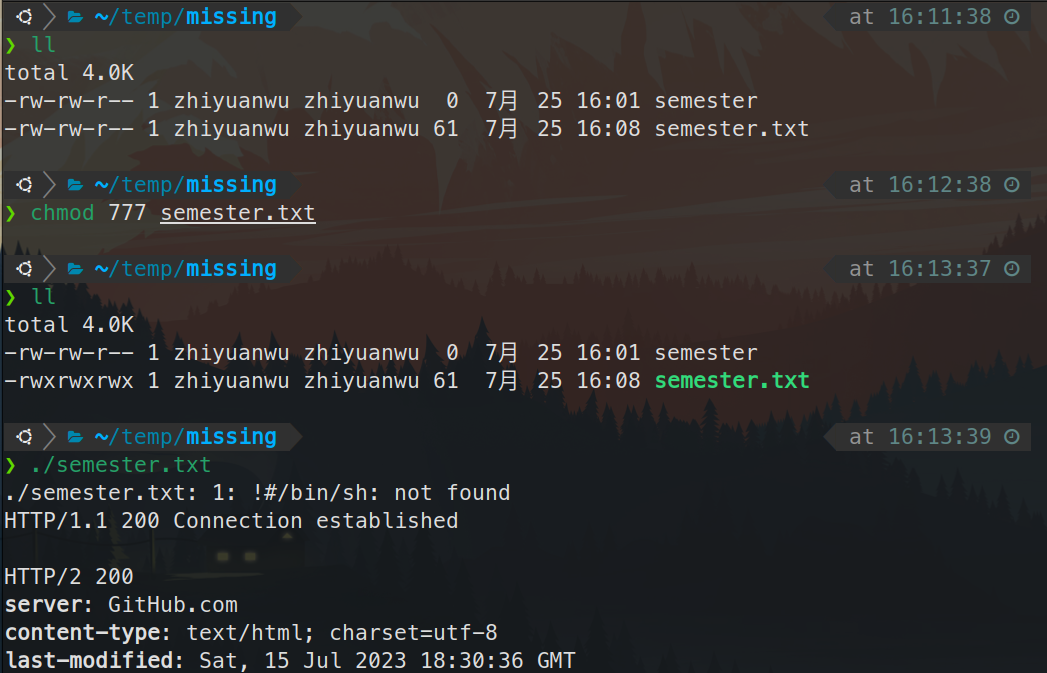 ~/temp/missing at 16:11:38
❯ ll
total 4.0K
-rw-rw-r-- 1 zhiyuanwu zhiyuanwu  0  7月  25 16:01 semester
-rw-rw-r-- 1 zhiyuanwu zhiyuanwu 61  7月  25 16:08 semester.txt
~/temp/missing at 16:12:38
❯ chmod 777 semester.txt
~/temp/missing at 16:13:37
❯ ll
total 4.0K
-rw-rw-r-- 1 zhiyuanwu zhiyuanwu  0  7月  25 16:01 semester
-rwxrwxrwx 1 zhiyuanwu zhiyuanwu 61  7月  25 16:08 semester.txt
~/temp/missing at 16:13:39
❯ ./semester.txt
./semester.txt: 1: !#/bin/sh: not found
HTTP/1.1 200 Connection established
HTTP/2 200
server: GitHub.com
content-type: text/html; charset=utf-8
last-modified: Sat, 15 Jul 2023 18:30:36 GMT